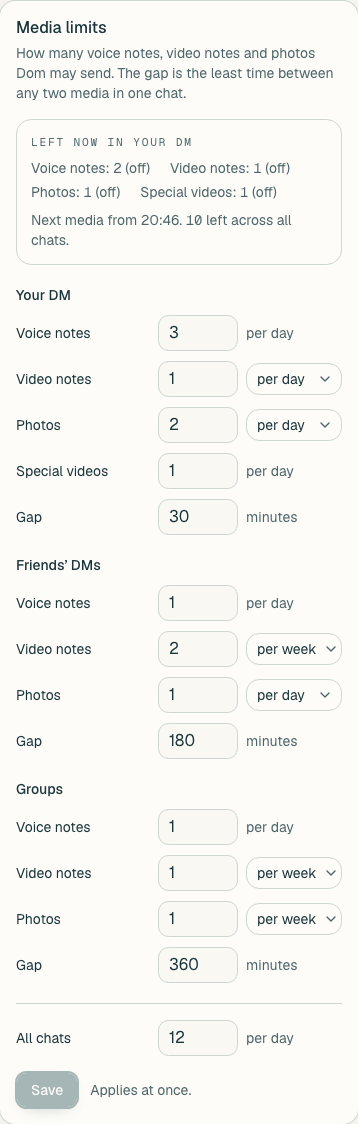 Media limits
How many voice notes, video notes and photos
Dom may send. The gap is the least time between
any two media in one chat.
LEFT NOW IN YOUR DM
Voice notes: 2 (off) Video notes: 1 (off)
Photos: 1 (off) Special videos: 1 (off)
Next media from 20:46. 10 left across all
chats.
Your DM
Voice notes 3 per day
Video notes 1 per day
Photos 2 per day
Special videos 1 per day
Gap 30 minutes
Friends’ DMs
Voice notes 1 per day
Video notes 2 per week
Photos 1 per day
Gap 180 minutes
Groups
Voice notes 1 per day
Video notes 1 per week
Photos 1 per week
Gap 360 minutes
All chats 12 per day
Save Applies at once.